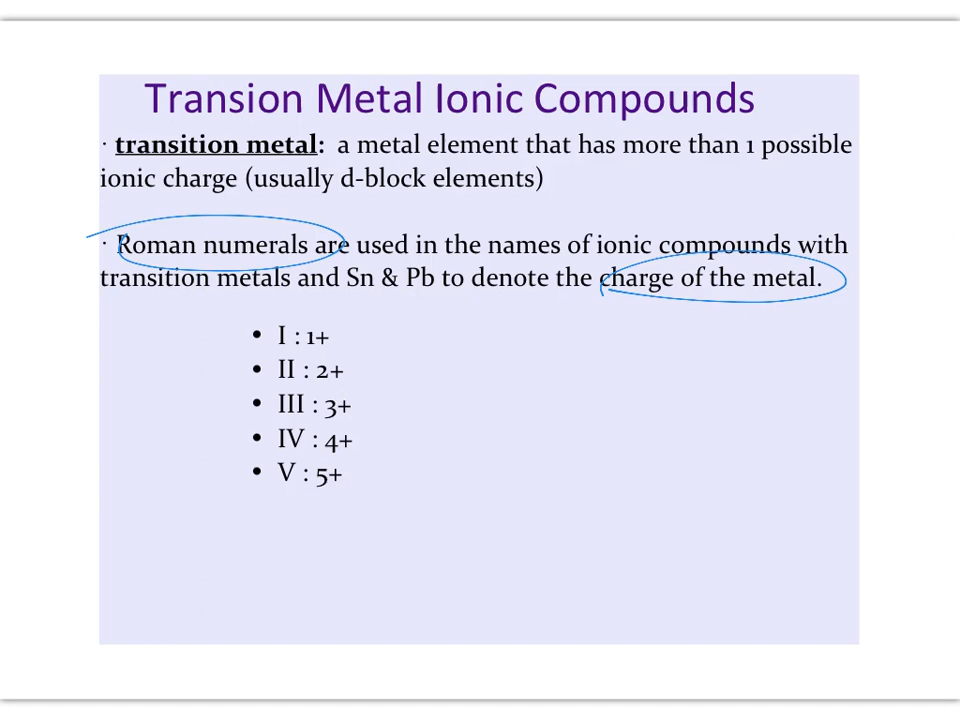 Transion Metal Ionic Compounds
· transition metal: a metal element that has more than 1 possible
ionic charge (usually d-block elements)
· Roman numerals are used in the names of ionic compounds with
transition metals and Sn & Pb to denote the charge of the metal.
• I : 1+
• II : 2+
• III : 3+
• IV : 4+
• V : 5+